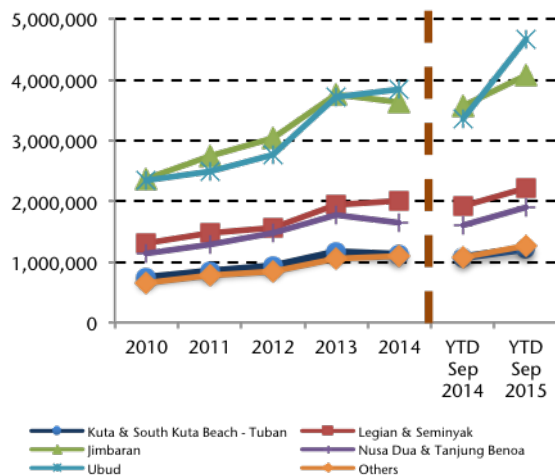 5,000,000
4,000,000
3,000,000
2,000,000
1,000,000
0
2010 2011 2012 2013 2014 YTD Sep 2014 YTD Sep 2015
Kuta & South Kuta Beach - Tuban Legian & Seminyak
Jimbaran Nusa Dua & Tanjung Benoa
Ubud Others